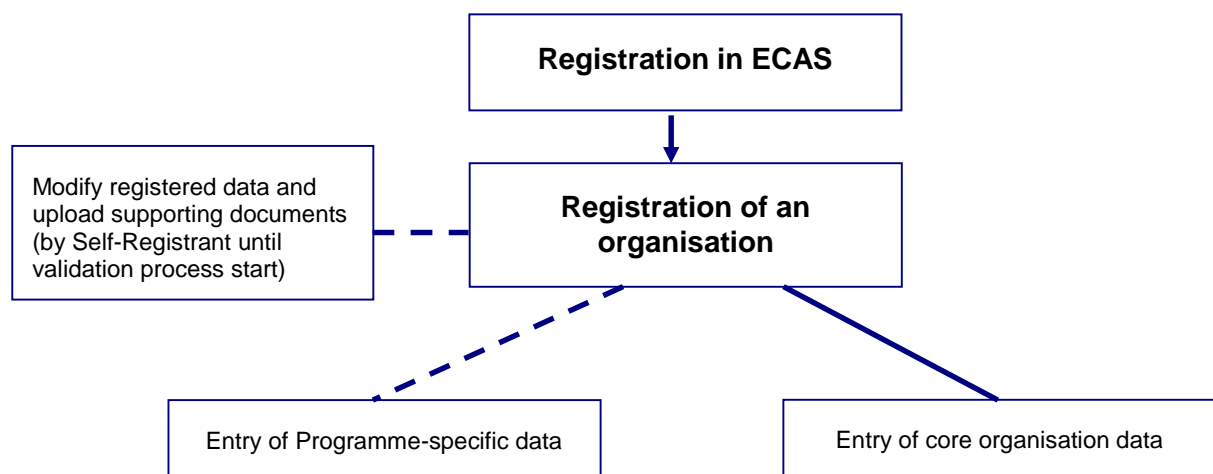 Registration in ECAS
Modify registered data and
upload supporting documents
(by Self-Registrant until
validation process start)
Registration of an
organisation
Entry of Programme-specific data
Entry of core organisation data